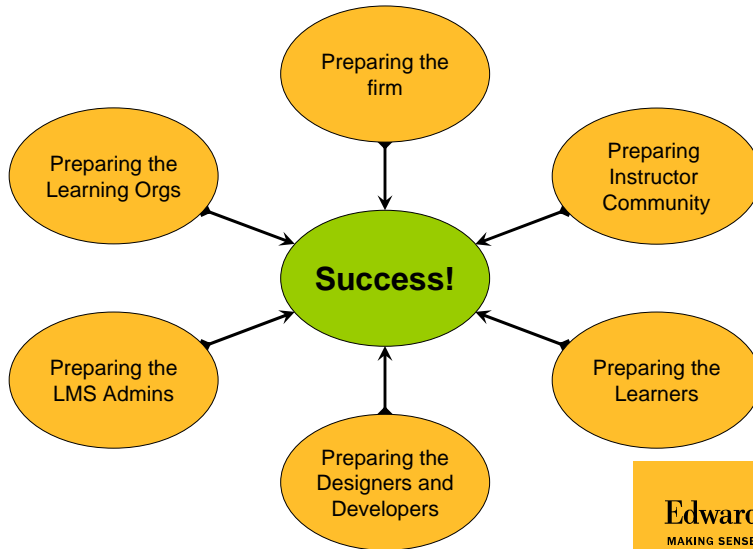 Preparing the
firm
Preparing the
Learning Orgs
Preparing
Instructor
Community
Success!
Preparing the
LMS Admins
Preparing the
Learners
Preparing the
Designers and
Developers
Edward
MAKING SENSE